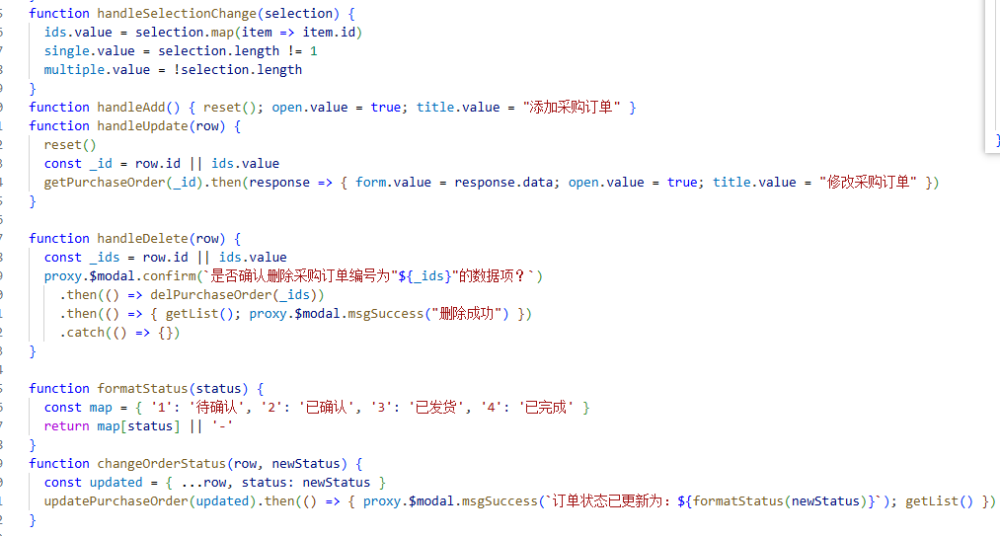 function handleSelectionChange(selection) {
  ids.value = selection.map(item => item.id)
  single.value = selection.length != 1
  multiple.value = !selection.length
}
function handleAdd() { reset(); open.value = true; title.value = "添加采购订单" }
function handleUpdate(row) {
  reset()
  const _id = row.id || ids.value
  getPurchaseOrder(_id).then(response => { form.value = response.data; open.value = true; title.value = "修改采购订单" })
}

function handleDelete(row) {
  const _ids = row.id || ids.value
  proxy.$modal.confirm(`是否确认删除采购订单编号为"${_ids}"的数据项？`)
    .then(() => delPurchaseOrder(_ids))
    .then(() => { getList(); proxy.$modal.msgSuccess("删除成功") })
    .catch(() => {})
}

function formatStatus(status) {
  const map = { '1': '待确认', '2': '已确认', '3': '已发货', '4': '已完成' }
  return map[status] || '-'
}
function changeOrderStatus(row, newStatus) {
  const updated = { ...row, status: newStatus }
  updatePurchaseOrder(updated).then(() => { proxy.$modal.msgSuccess(`订单状态已更新为：${formatStatus(newStatus)}`); getList() })
}